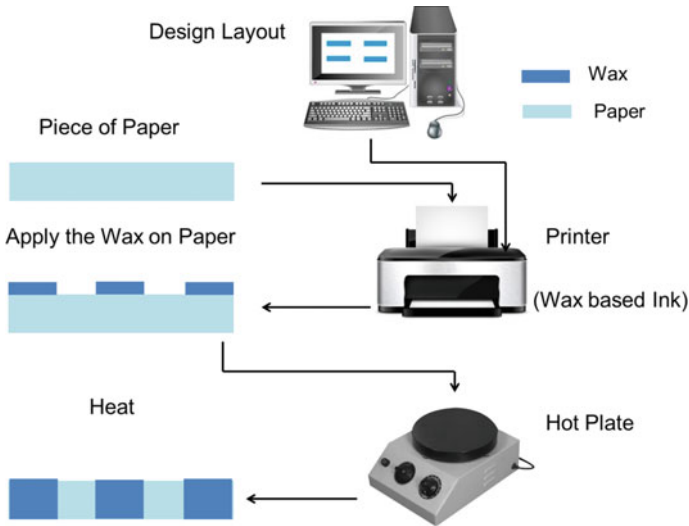 Design Layout
Wax
Paper
Piece of Paper
Apply the Wax on Paper
Printer
(Wax based Ink)
Heat
Hot Plate